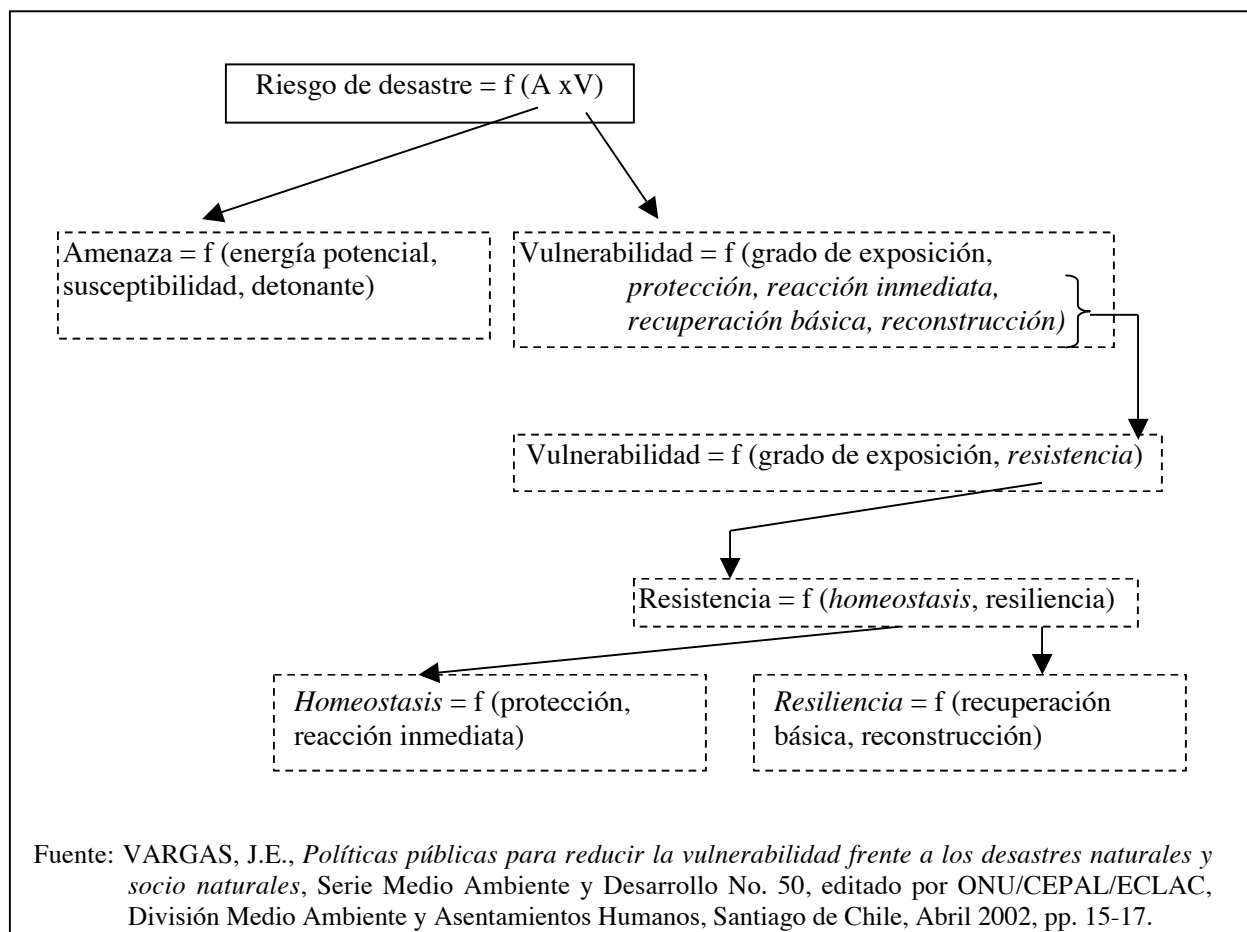 Riesgo de desastre = f (A xV)
Amenaza = f (energía potencial,
susceptibilidad, detonante)
Vulnerabilidad = f (grado de exposición,
protección, reacción inmediata,
recuperación básica, reconstrucción)
Vulnerabilidad = f (grado de exposición, resistencia)
Resistencia = f (homeostasis, resiliencia)
Homeostasis = f (protección,
reacción inmediata)
Resiliencia = f (recuperación
básica, reconstrucción)
Fuente: VARGAS, J.E., Políticas públicas para reducir la vulnerabilidad frente a los desastres naturales y
socio naturales, Serie Medio Ambiente y Desarrollo No. 50, editado por ONU/CEPAL/ECLAC,
División Medio Ambiente y Asentamientos Humanos, Santiago de Chile, Abril 2002, pp. 15-17.